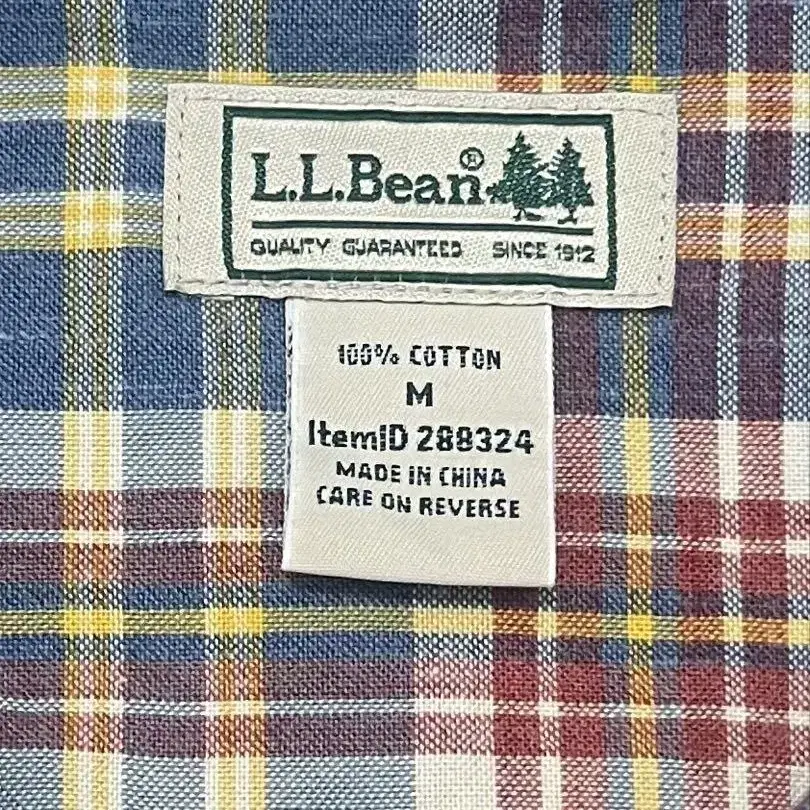 L.L.Bean®
QUALITY GUARANTEED SINCE 1912
100% COTTON
M
ItemID 288324
MADE IN CHINA
CARE ON REVERSE